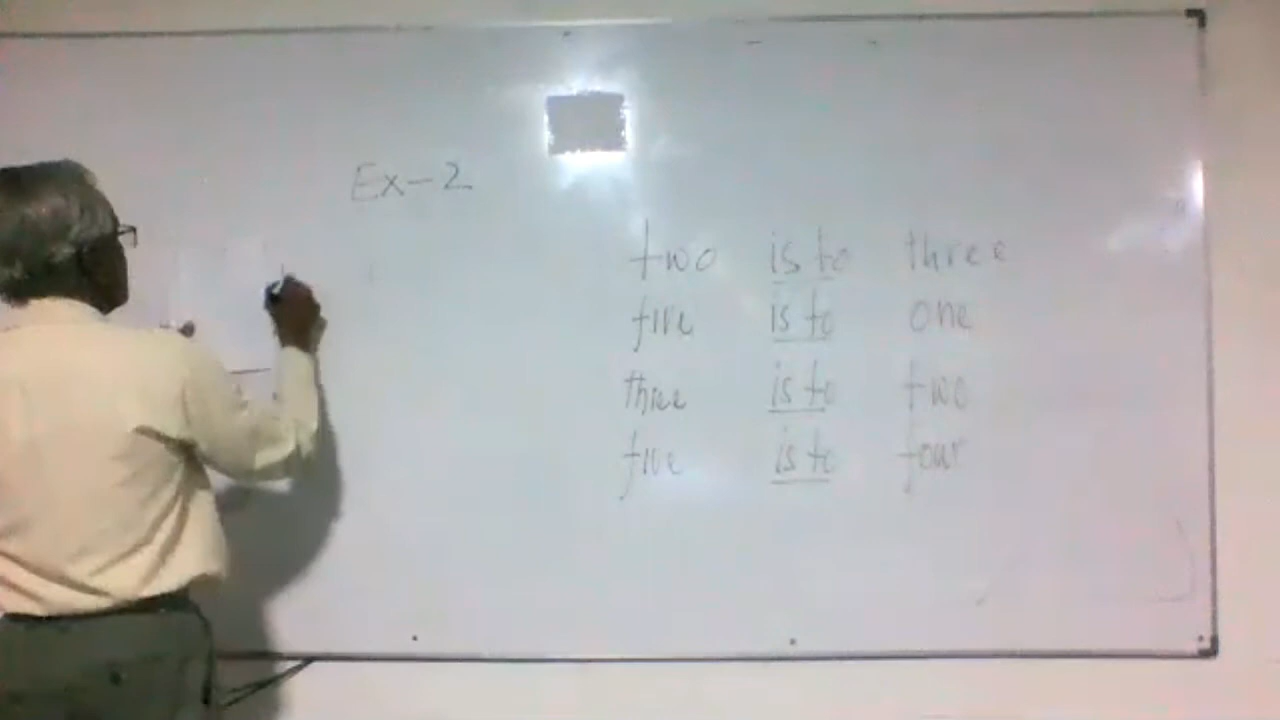 Ex-2
two is to three
five is to one
three is to two
five is to four